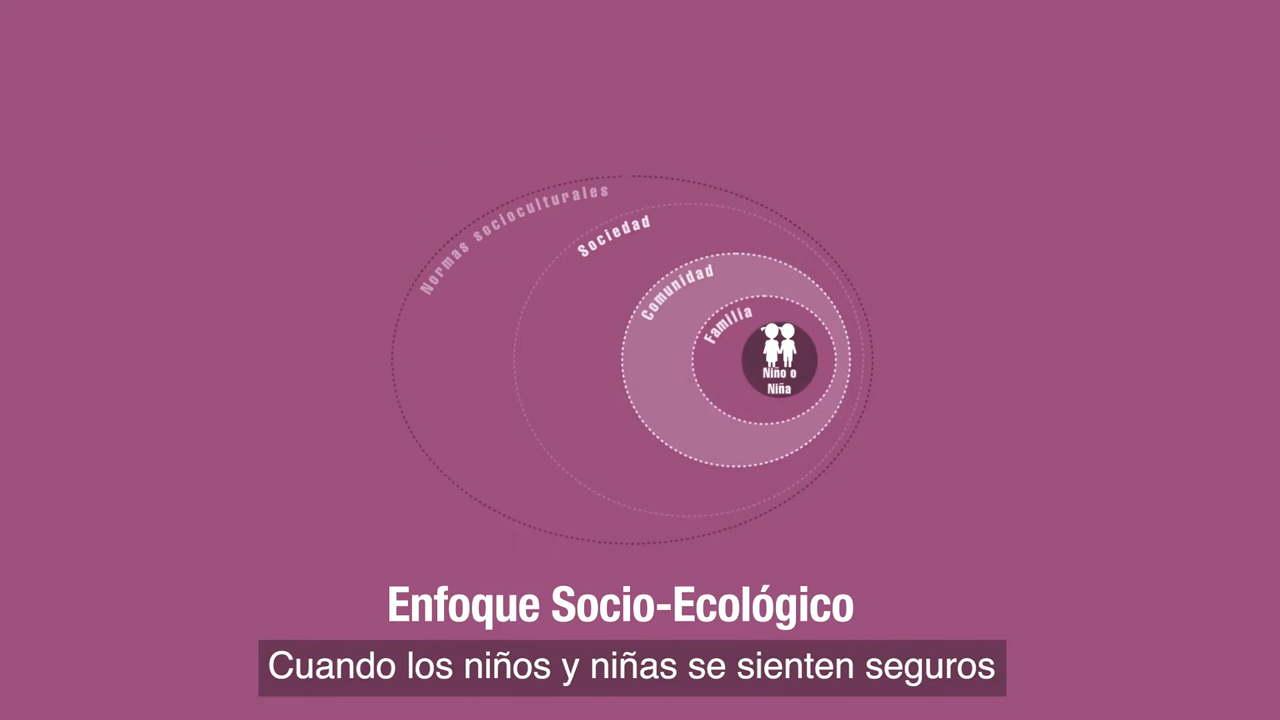 Normas socioculturales
Sociedad
Comunidad
Familia
Niño o
Niña
Enfoque Socio-Ecológico
Cuando los niños y niñas se sienten seguros